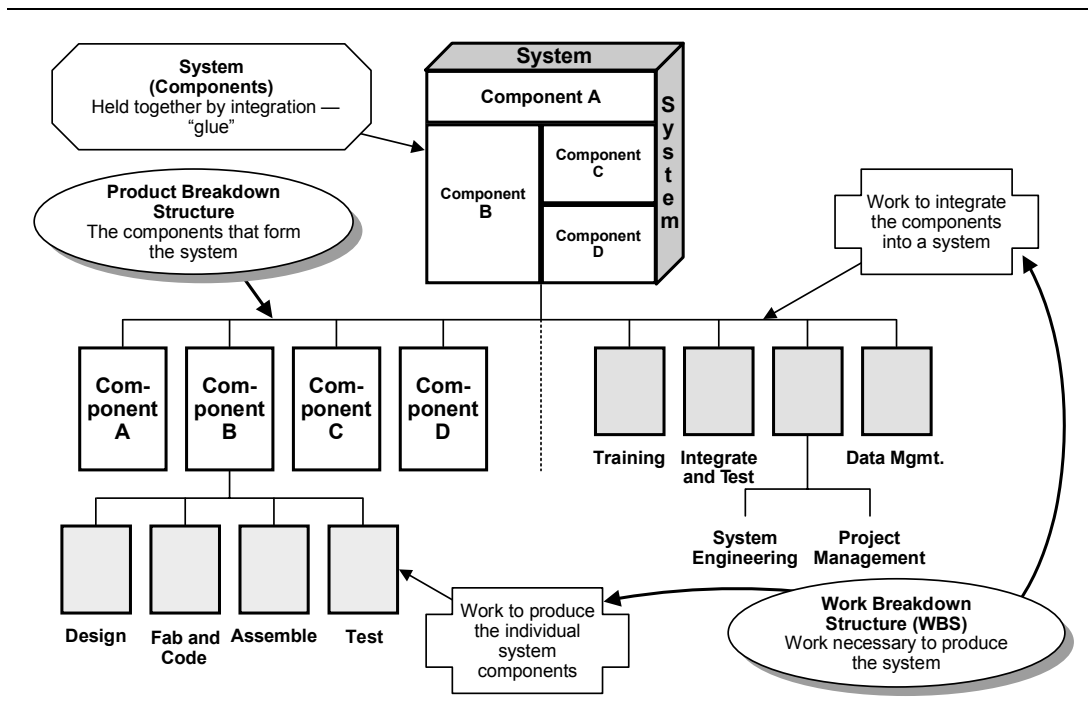 System
(Components)
Held together by integration —
“glue”
System
Component A
Component
B
Component
C
Component
D
System
Product Breakdown
Structure
The components that form
the system
Work to integrate
the components
into a system
Com-
ponent
A
Com-
ponent
B
Com-
ponent
C
Com-
ponent
D
Training
Integrate
and Test
Data Mgmt.
System
Engineering
Project
Management
Design
Fab and
Code
Assemble
Test
Work to produce
the individual
system
components
Work Breakdown
Structure (WBS)
Work necessary to produce
the system